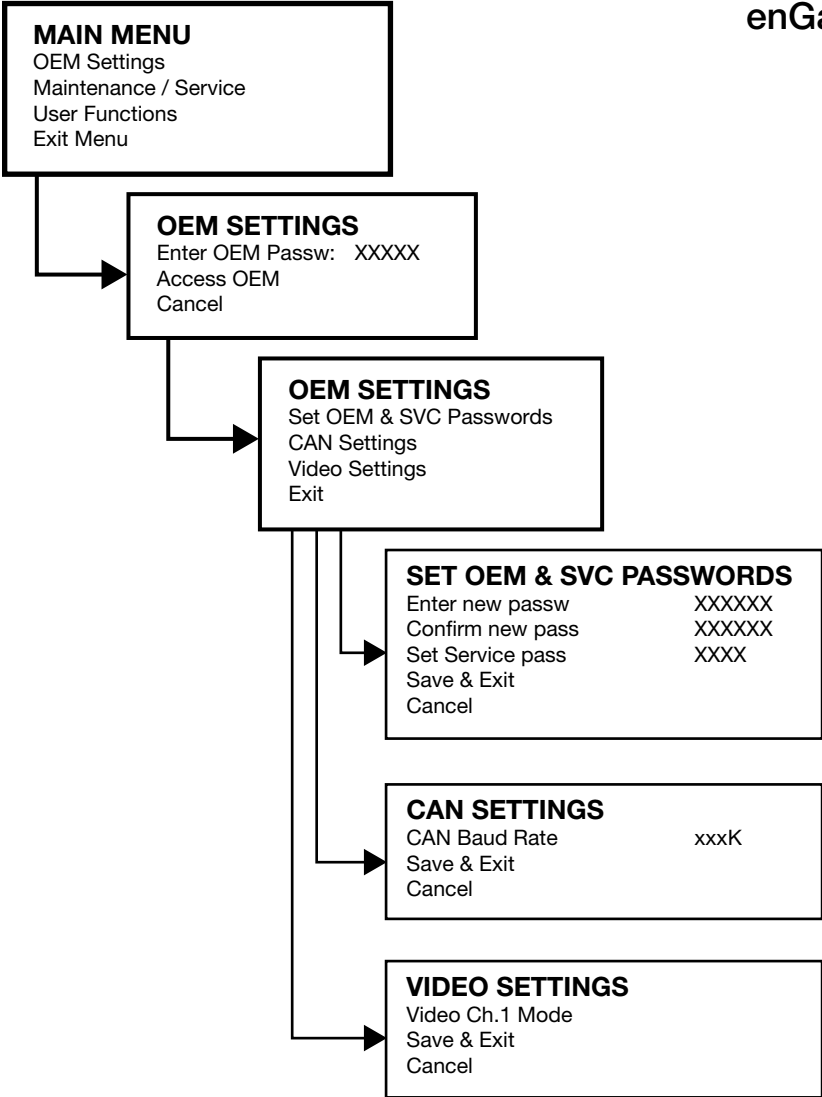 enGa
MAIN MENU
OEM Settings
Maintenance / Service
User Functions
Exit Menu
OEM SETTINGS
Enter OEM Passw: XXXXX
Access OEM
Cancel
OEM SETTINGS
Set OEM & SVC Passwords
CAN Settings
Video Settings
Exit
SET OEM & SVC PASSWORDS
Enter new passw XXXXXX
Confirm new pass XXXXXX
Set Service pass XXXX
Save & Exit
Cancel
CAN SETTINGS
CAN Baud Rate xxxK
Save & Exit
Cancel
VIDEO SETTINGS
Video Ch.1 Mode
Save & Exit
Cancel